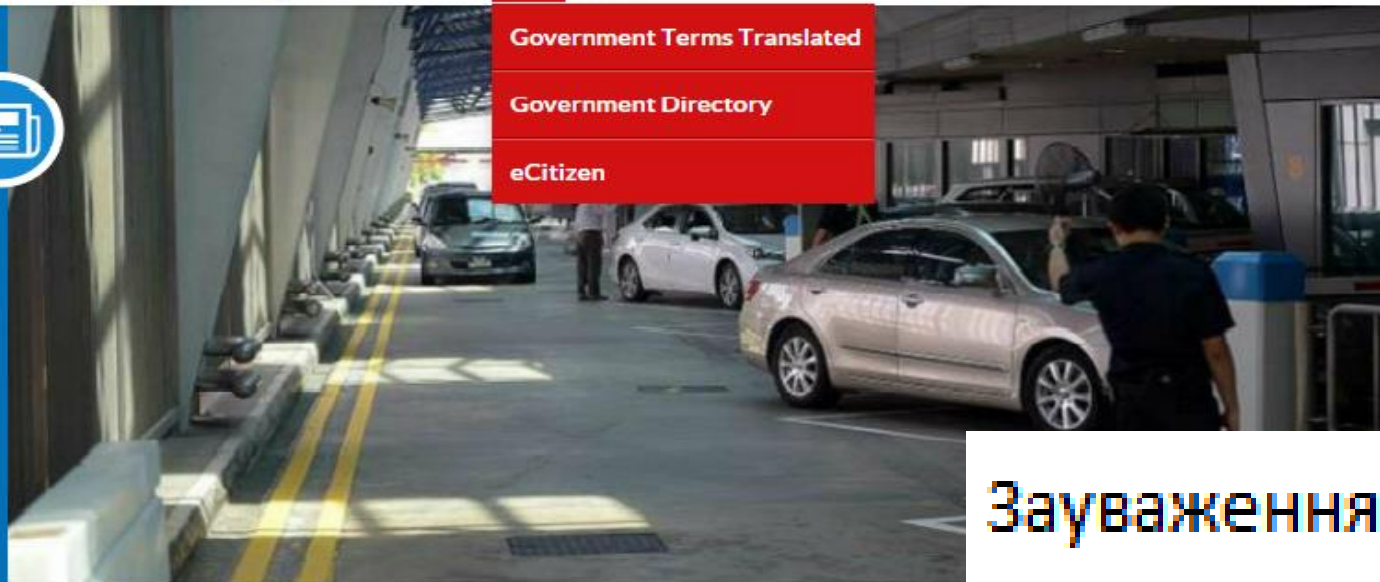 Government Terms Translated
Government Directory
eCitizen
Зауваження